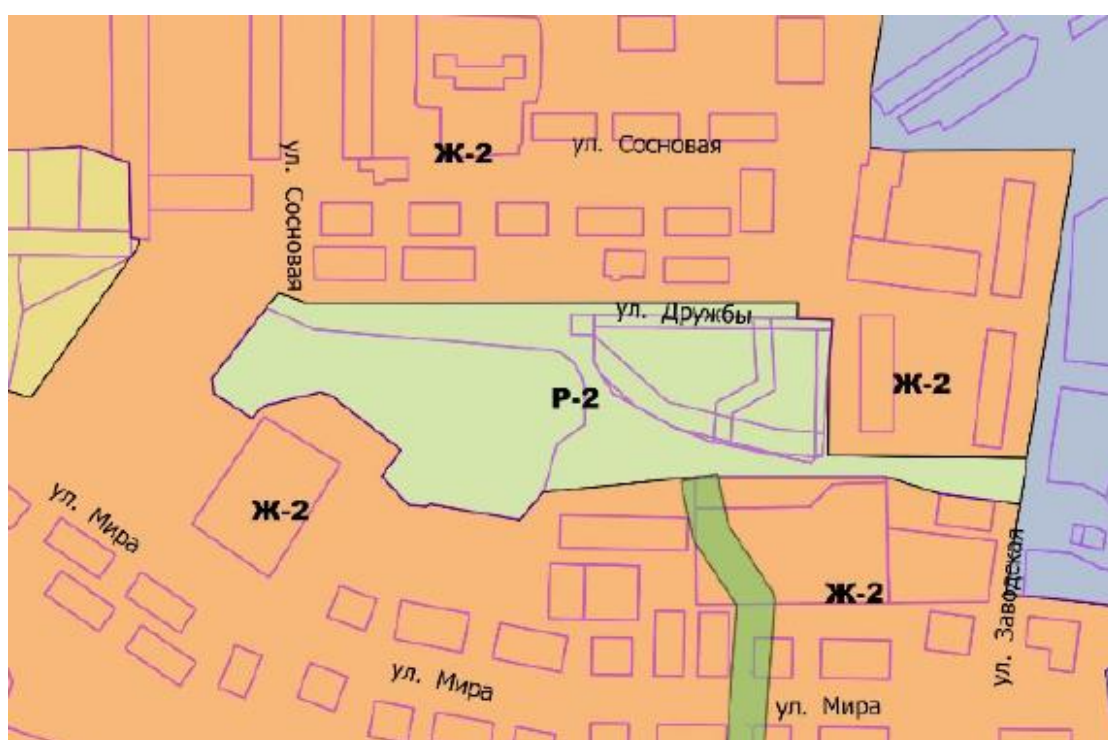 Ж-2
ул. Сосновая
ул. Сосновая
ул. Дружбы
Р-2
Ж-2
Ж-2
ул. Мира
Ж-2
ул. Заводская
ул. Мира
ул. Мира